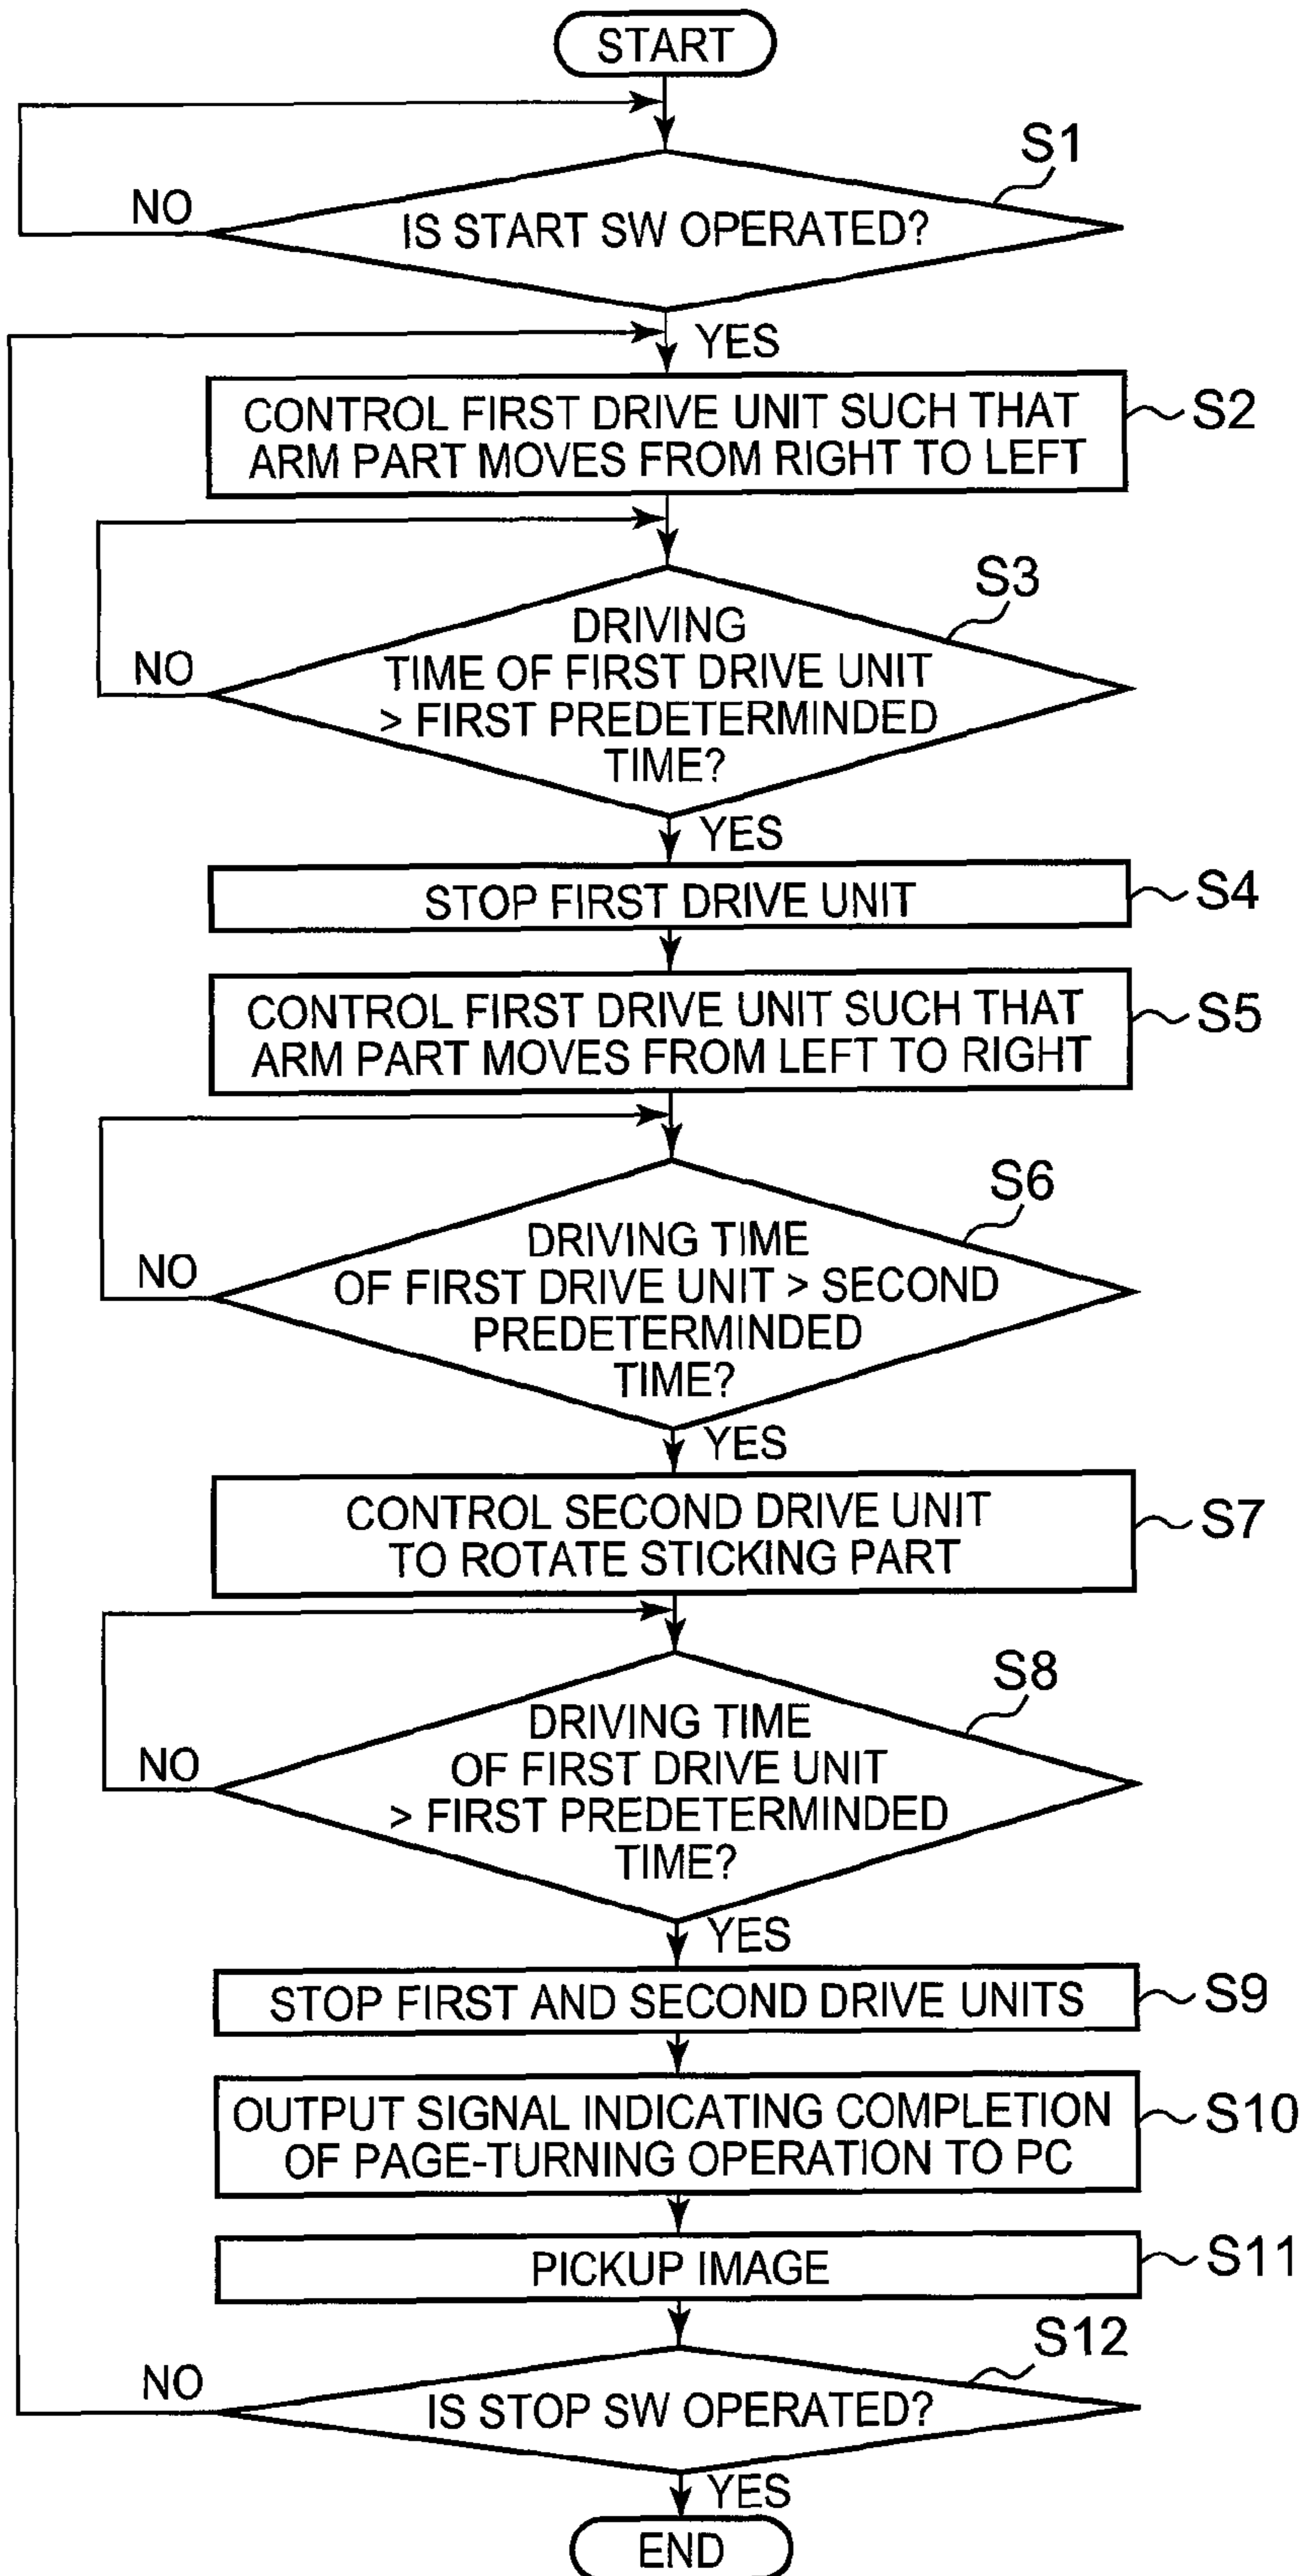 START
S1
NO
IS START SW OPERATED?
YES
CONTROL FIRST DRIVE UNIT SUCH THAT
ARM PART MOVES FROM RIGHT TO LEFT
S2
S3
DRIVING
TIME OF FIRST DRIVE UNIT
> FIRST PREDETERMINDED
TIME?
NO
YES
STOP FIRST DRIVE UNIT
S4
CONTROL FIRST DRIVE UNIT SUCH THAT
ARM PART MOVES FROM LEFT TO RIGHT
S5
S6
DRIVING TIME
OF FIRST DRIVE UNIT > SECOND
PREDETERMINDED
TIME?
NO
YES
CONTROL SECOND DRIVE UNIT
TO ROTATE STICKING PART
S7
S8
DRIVING TIME
OF FIRST DRIVE UNIT
> FIRST PREDETERMINDED
TIME?
NO
YES
STOP FIRST AND SECOND DRIVE UNITS
S9
OUTPUT SIGNAL INDICATING COMPLETION
OF PAGE-TURNING OPERATION TO PC
S10
PICKUP IMAGE
S11
S12
NO
IS STOP SW OPERATED?
YES
END